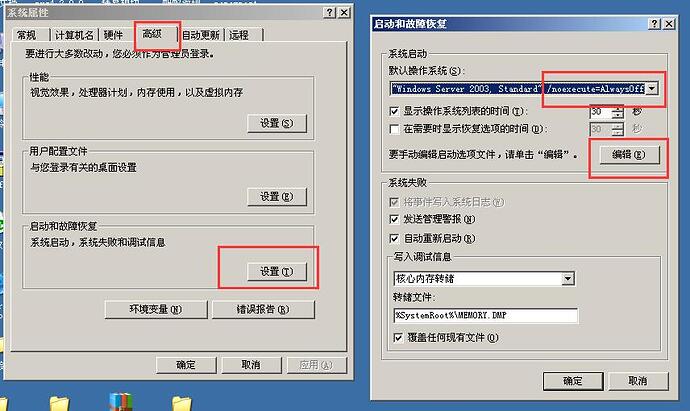 系统属性
常规
计算机名
硬件
高级
自动更新
远程
要进行大多数改动，您必须作为管理员登录。
性能
视觉效果，处理器计划，内存使用，以及虚拟内存
设置(S)
用户配置文件
与您登录有关的桌面设置
设置(E)
启动和故障恢复
系统启动，系统失败和调试信息
设置(T)
环境变量(N)
错误报告(R)
确定
取消
应用(A)
启动和故障恢复
系统启动
默认操作系统(S):
"Windows Server 2003, Standard" /noexecute=AlwaysOff
显示操作系统列表的时间(T):
30
秒
在需要时显示恢复选项的时间(D):
30
秒
要手动编辑启动选项文件，请单击“编辑”。
编辑(E)
系统失败
将事件写入系统日志(W)
发送管理警报(N)
自动重新启动(R)
写入调试信息
核心内存转储
转储文件:
%SystemRoot%\MEMORY.DMP
覆盖任何现有文件(O)
确定
取消